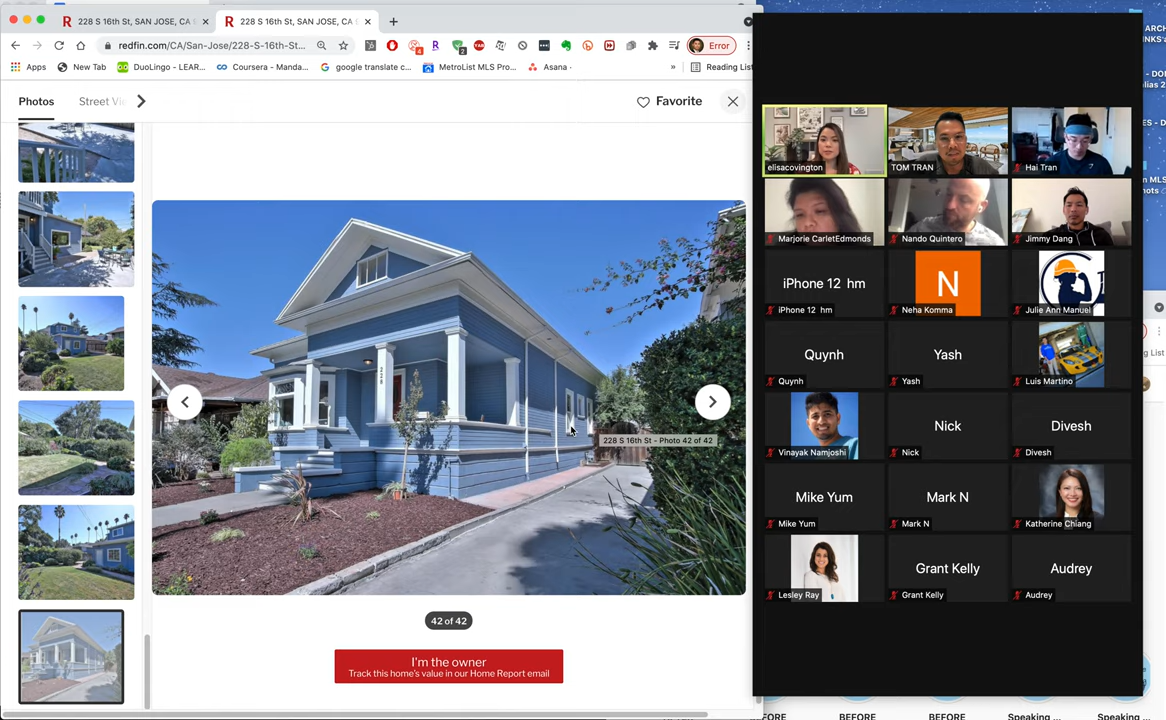 228 S 16th St, SAN JOSE, CA
228 S 16th St, SAN JOSE, CA
redfin.com/CA/San-Jose/228-S-16th-St...
Error
Apps
New Tab
DuoLingo - LEAR...
Coursera - Manda...
google translate c...
MetroList MLS Pro...
Asana
»
Reading List
Photos
Street Vi
Favorite
228
228 S 16th St - Photo 42 of 42
42 of 42
I'm the owner
Track this home's value in our Home Report email
elisacovington
TOM TRAN
Hai Tran
Marjorie CarletEdmonds
Nando Quintero
Jimmy Dang
iPhone 12 hm
iPhone 12 hm
N
Neha Komma
Julie Ann Manuel
Quynh
Quynh
Yash
Yash
Luis Martino
Vinayak Namjoshi
Nick
Nick
Divesh
Divesh
Mike Yum
Mike Yum
Mark N
Mark N
Katherine Chiang
Lesley Ray
Grant Kelly
Grant Kelly
Audrey
Audrey
BEFORE
BEFORE
Speaking ...
Speaking ...